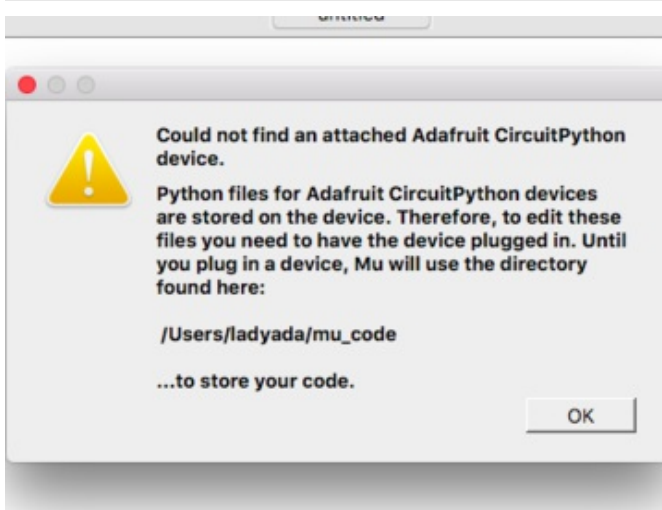 untitled
Could not find an attached Adafruit CircuitPython
device.
Python files for Adafruit CircuitPython devices
are stored on the device. Therefore, to edit these
files you need to have the device plugged in. Until
you plug in a device, Mu will use the directory
found here:
/Users/ladyada/mu_code
...to store your code.
OK